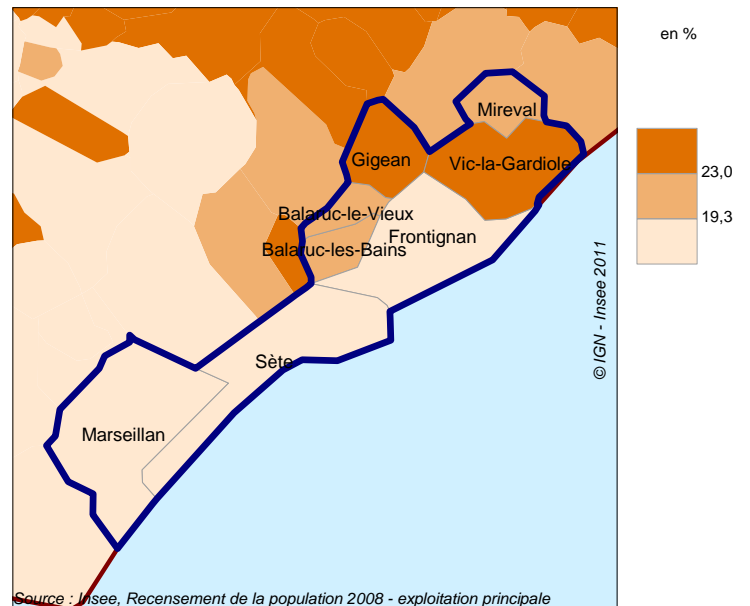 en %
Mireval
Gigean
Vic-la-Gardiole
23,0
19,3
Balaruc-le-Vieux
Frontignan
Balaruc-les-Bains
© IGN - Insee 2011
Sète
Marseillan
Source : Insee, Recensement de la population 2008 - exploitation principale